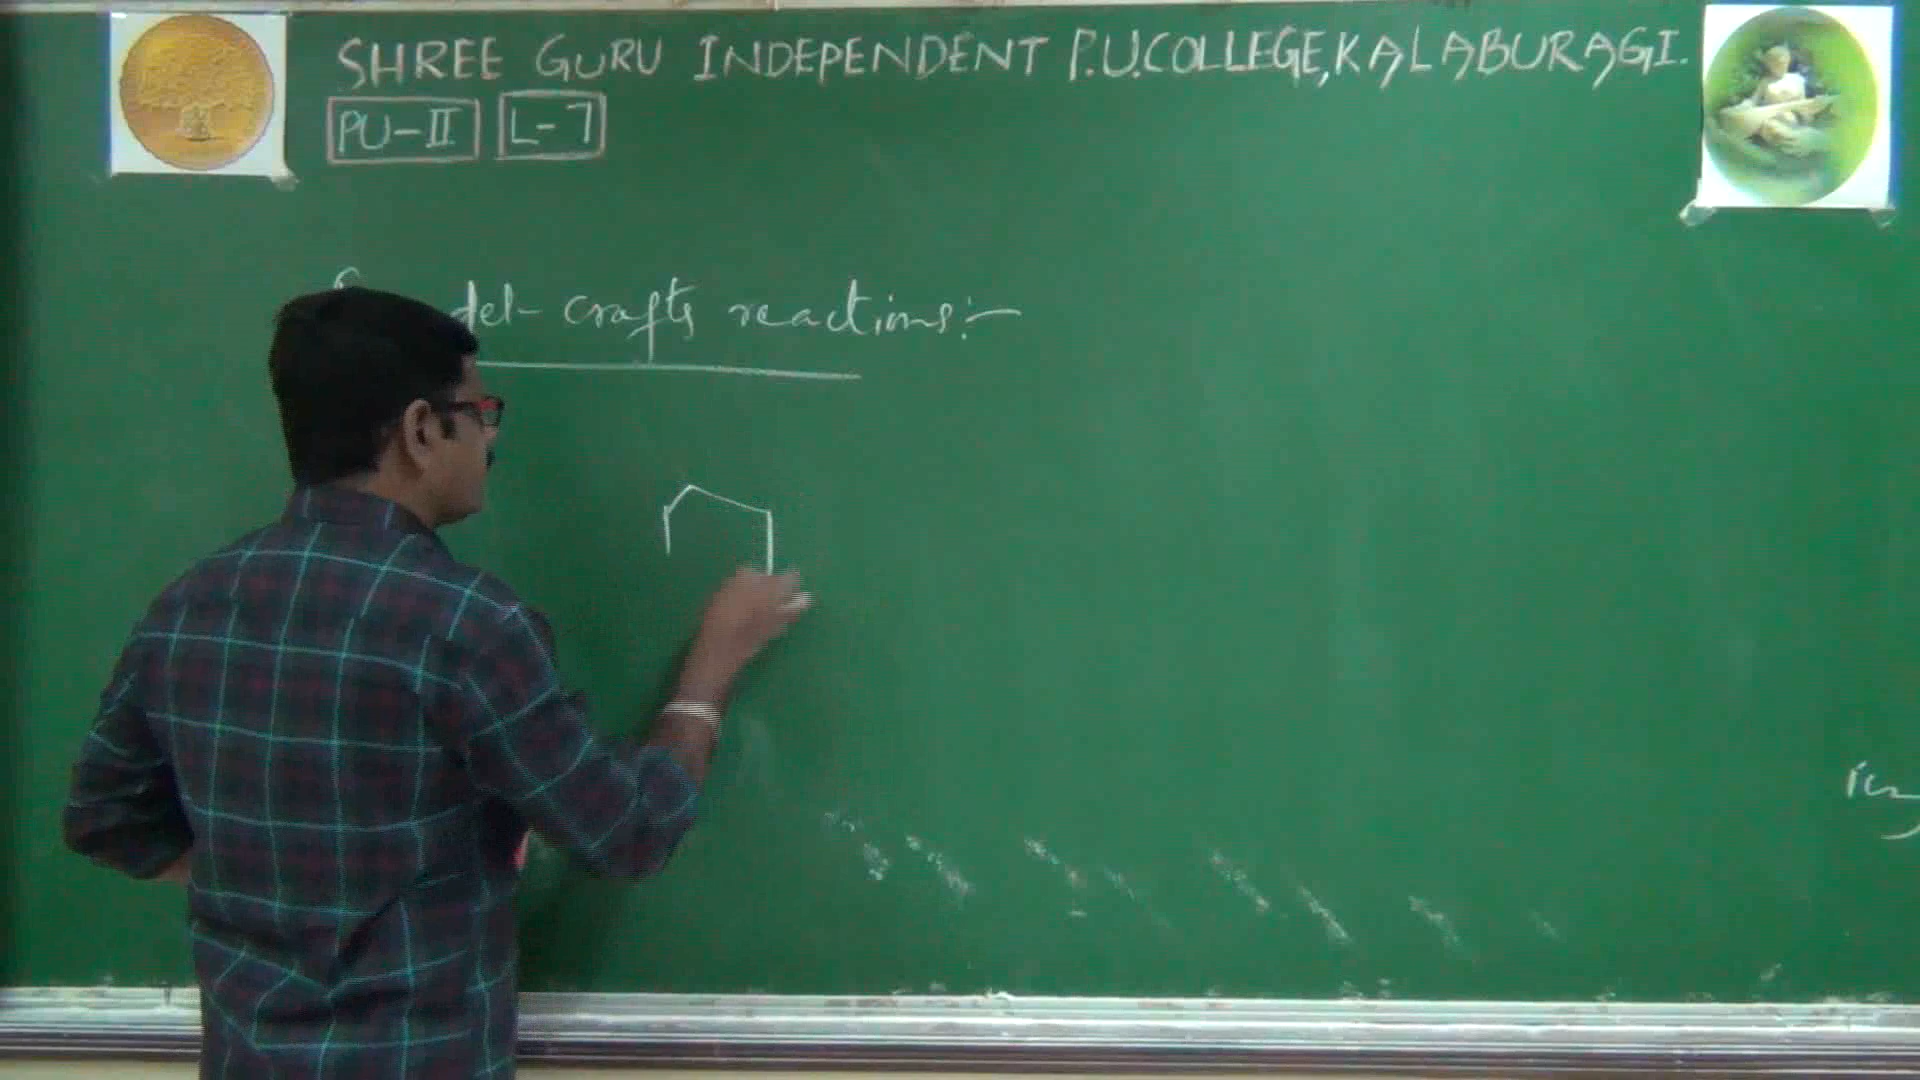 SHREE GURU INDEPENDENT P.U.COLLEGE,KALABURAGI.
PU-II L-7
del- crafts reactions:-